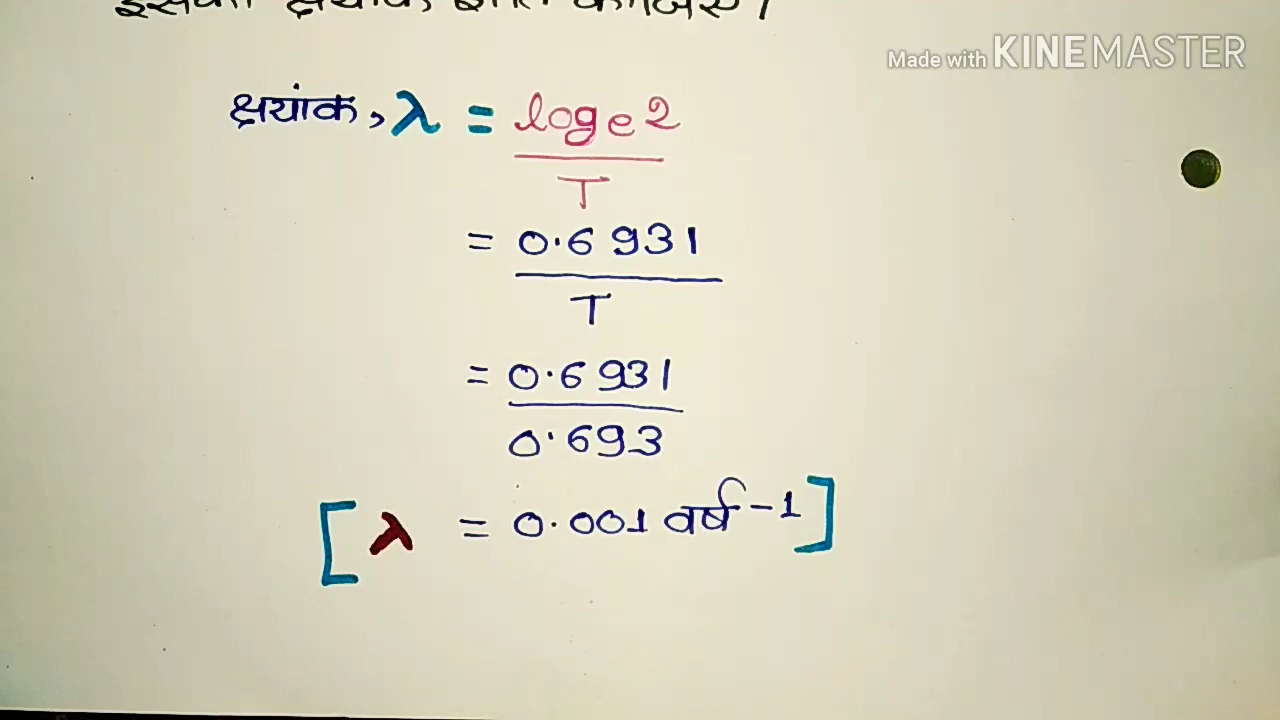 Made with KINEMASTER
क्षयांक, λ = loge2
T
= 0.6931
T
= 0.6931
0.693
[λ = 0.001 वर्ष-1]